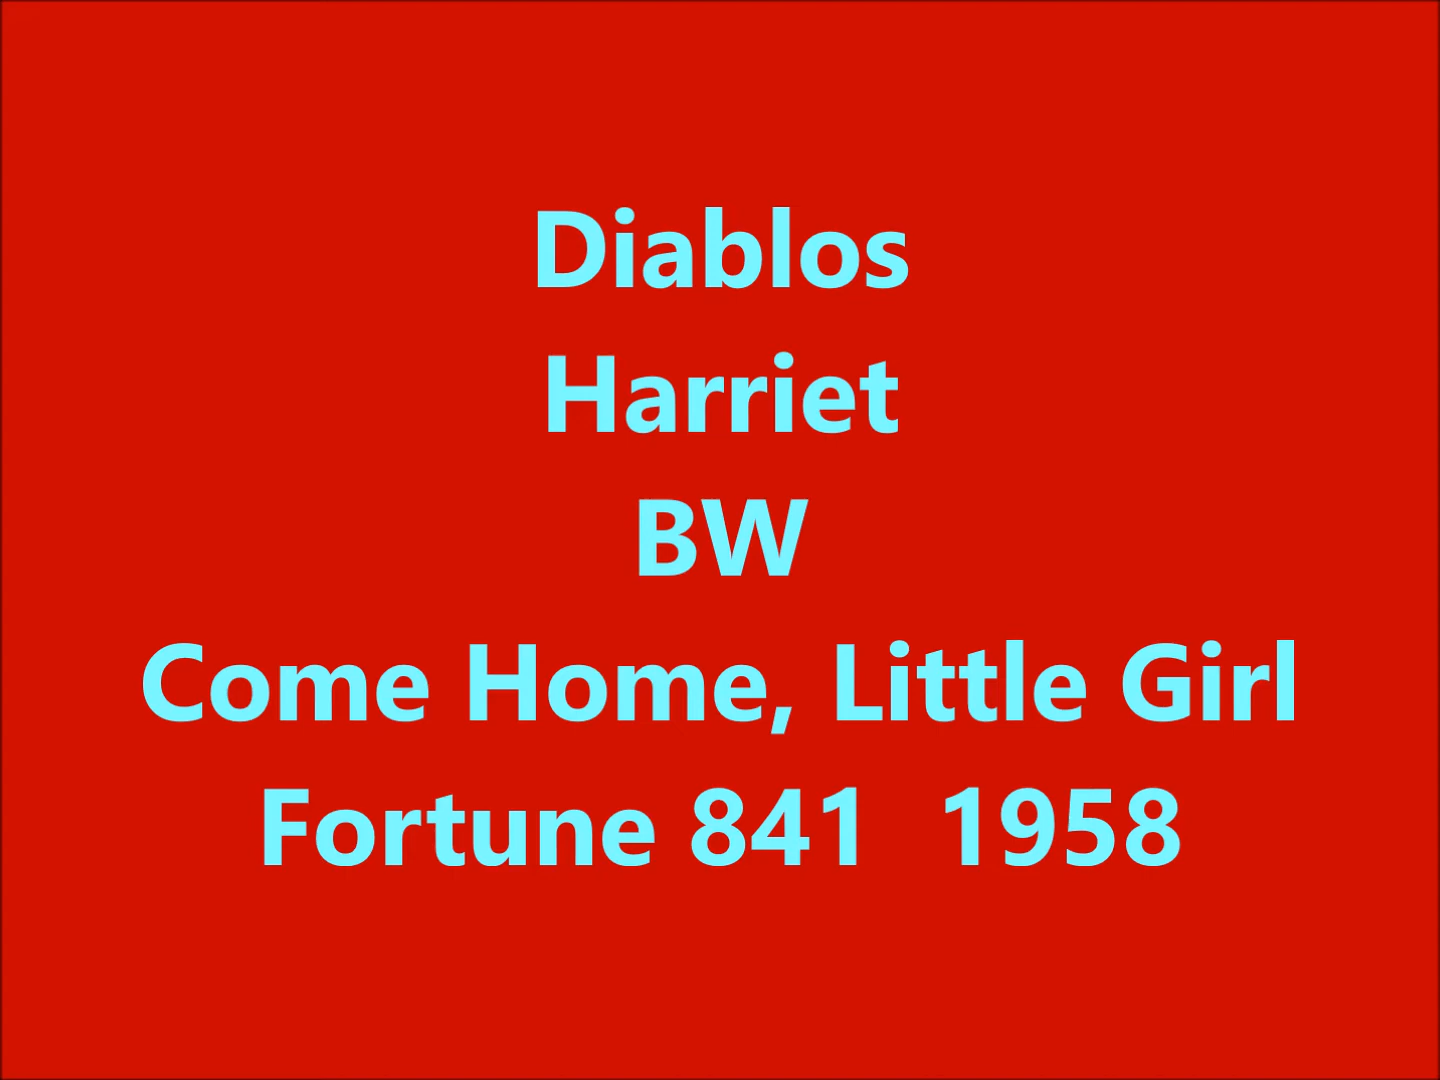 Diablos
Harriet
BW
Come Home, Little Girl
Fortune 841  1958